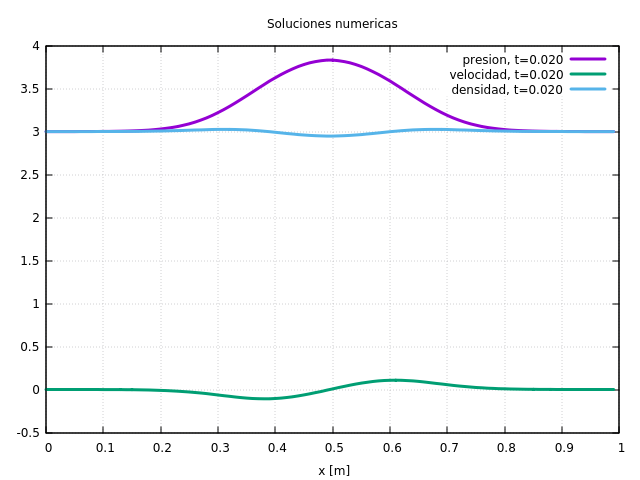 Soluciones numericas
presion, t=0.020
velocidad, t=0.020
densidad, t=0.020
4
3.5
3
2.5
2
1.5
1
0.5
0
-0.5
0 0.1 0.2 0.3 0.4 0.5 0.6 0.7 0.8 0.9 1
x [m]